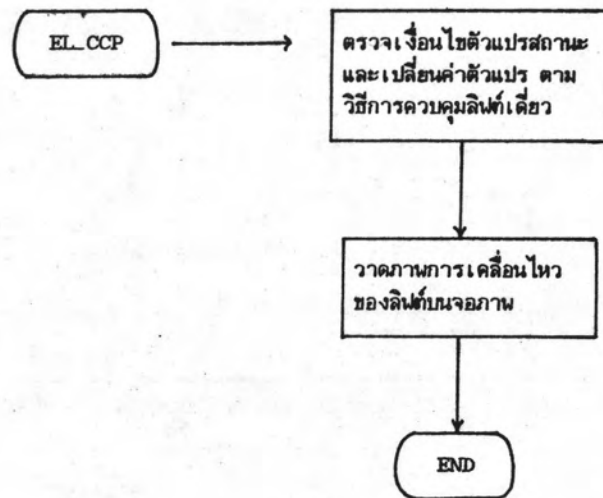 EL_CCP
ตรวจเงื่อนไขตัวแปรสถานะ
และเปลี่ยนค่าตัวแปร ตาม
วิธีการควบคุมลิฟท์เดี่ยว
วาดภาพการเคลื่อนไหว
ของลิฟท์บนจอภาพ
END